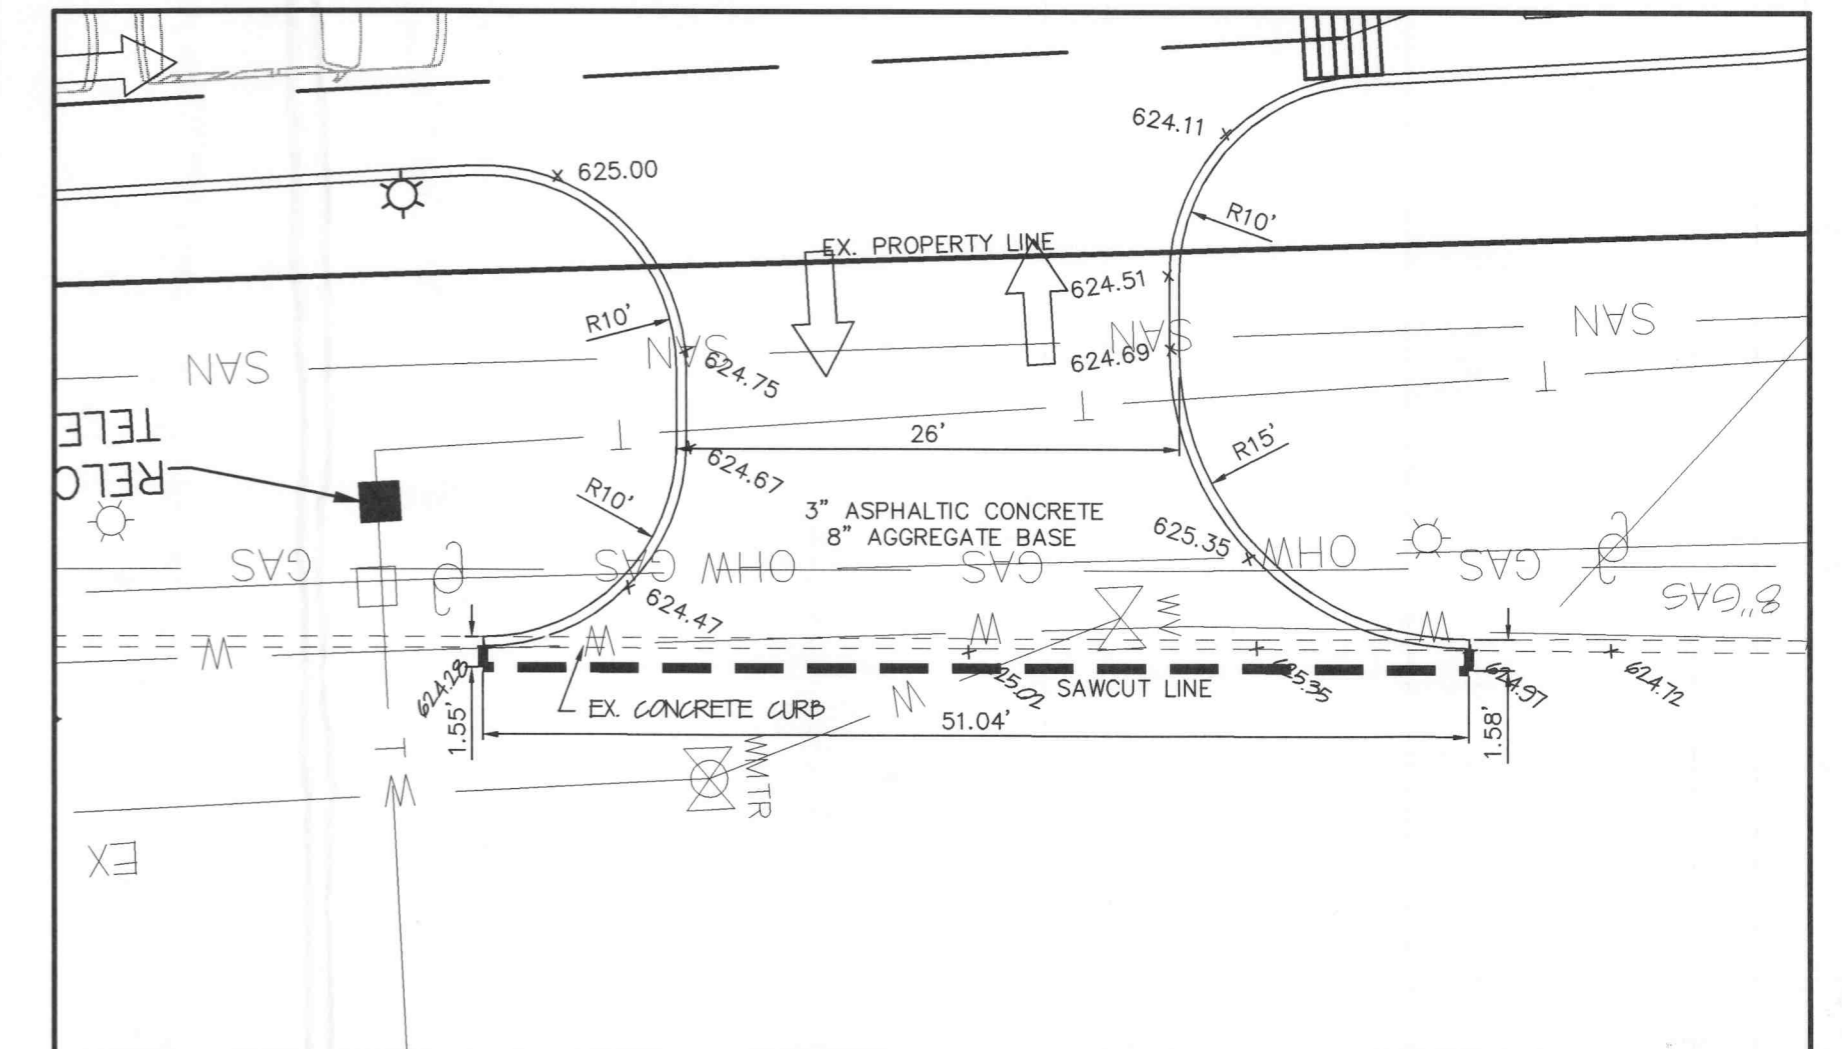 624.11
625.00
R10'
EX. PROPERTY LINE
624.51
SAN
R10'
SAN
SAN
624.69
SAN
624.75
TELE
T
T
T
26'
R15'
RELO
624.67
R10'
3" ASPHALTIC CONCRETE
8" AGGREGATE BASE
625.35
GAS
GAS
OHW
GAS
OHW
GAS
8"GAS
624.47
W
W
W
W
W
624.28
625.02
625.35
624.97
624.72
SAWCUT LINE
EX. CONCRETE CURB
W
1.55'
51.04'
1.58'
T
W
WMTR
EX